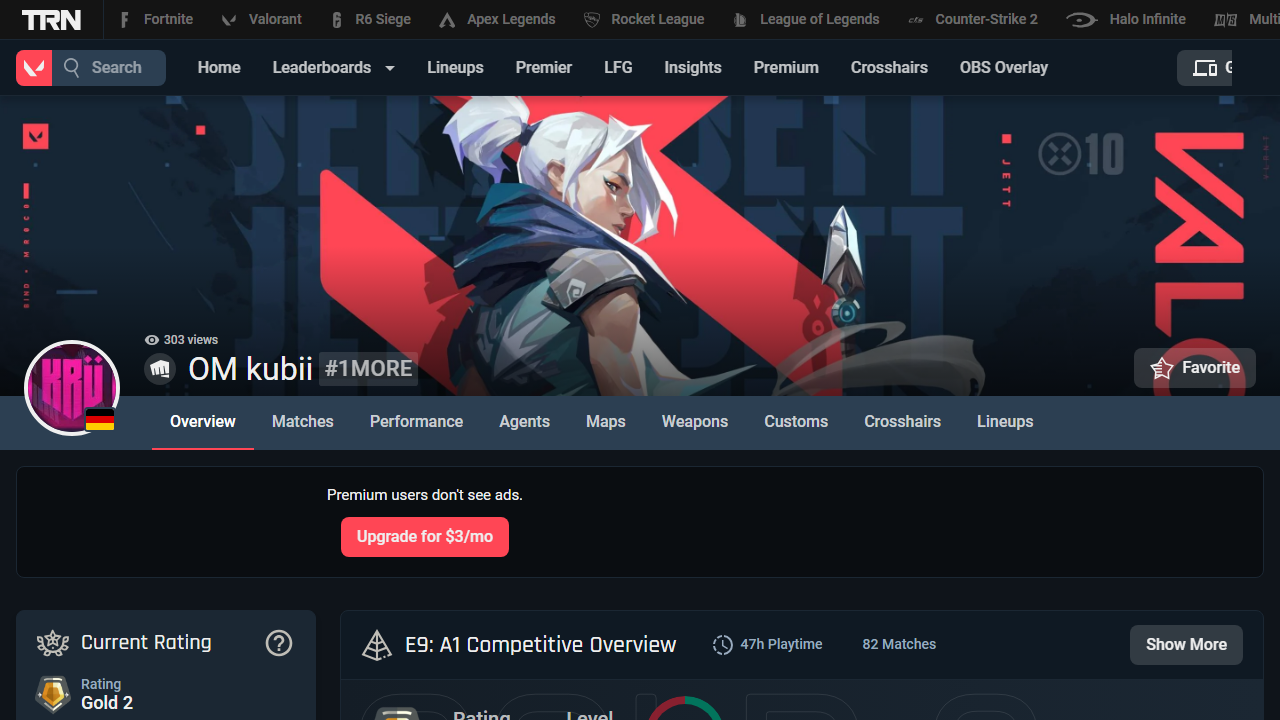 TRN Fortnite Valorant R6 Siege Apex Legends Rocket League League of Legends Counter-Strike 2 Halo Infinite
Search Home Leaderboards Lineups Premier LFG Insights Premium Crosshairs OBS Overlay
JETT
10
VALO
303 views
OM kubii #1MORE
KRÜ
Favorite
Overview Matches Performance Agents Maps Weapons Customs Crosshairs Lineups
Premium users don't see ads.
Upgrade for $3/mo
Current Rating
E9: A1 Competitive Overview 47h Playtime 82 Matches Show More
Rating
Gold 2
Rating Level